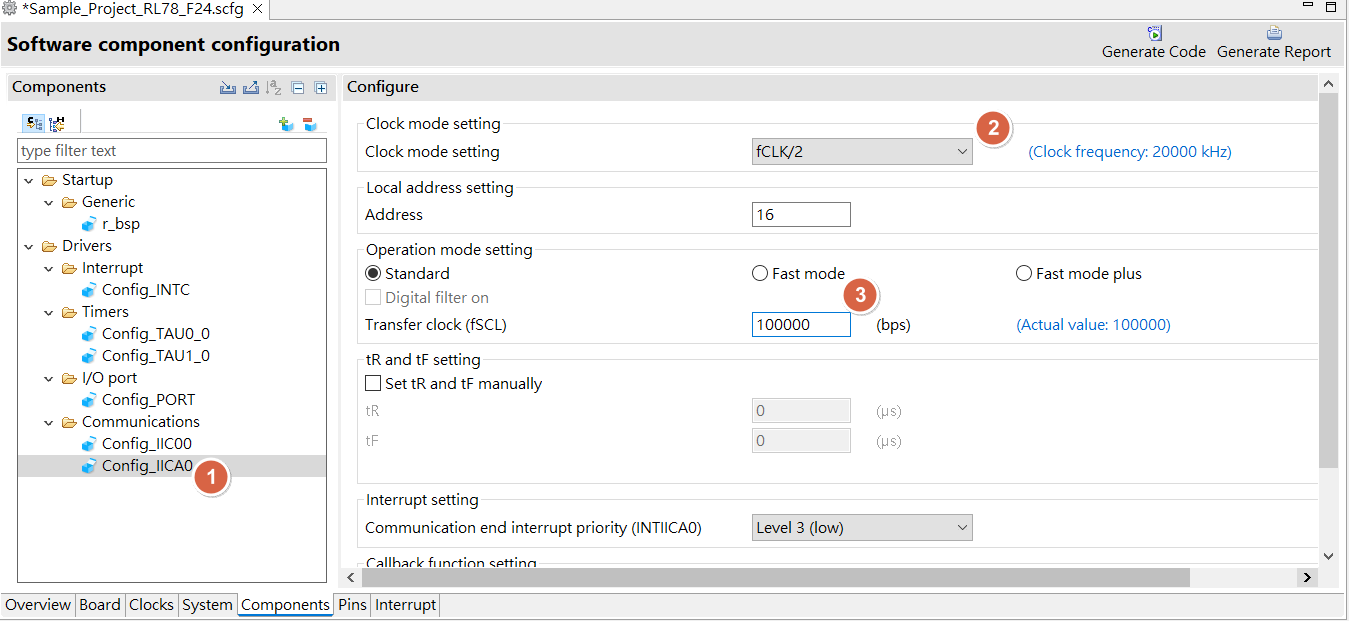 *Sample_Project_RL78_F24.scfg
Software component configuration
Generate Code Generate Report
Components
Configure
type filter text
Startup
Generic
r_bsp
Drivers
Interrupt
Config_INTC
Timers
Config_TAU0_0
Config_TAU1_0
I/O port
Config_PORT
Communications
Config_IIC00
Config_IICA0
1
Clock mode setting
2
Clock mode setting fCLK/2 (Clock frequency: 20000 kHz)
Local address setting
Address 16
Operation mode setting
Standard Fast mode Fast mode plus
Digital filter on
3
Transfer clock (fSCL) 100000 (bps) (Actual value: 100000)
tR and tF setting
Set tR and tF manually
tR 0 (μs)
tF 0 (μs)
Interrupt setting
Communication end interrupt priority (INTIICA0) Level 3 (low)
Callback function setting
Overview Board Clocks System Components Pins Interrupt